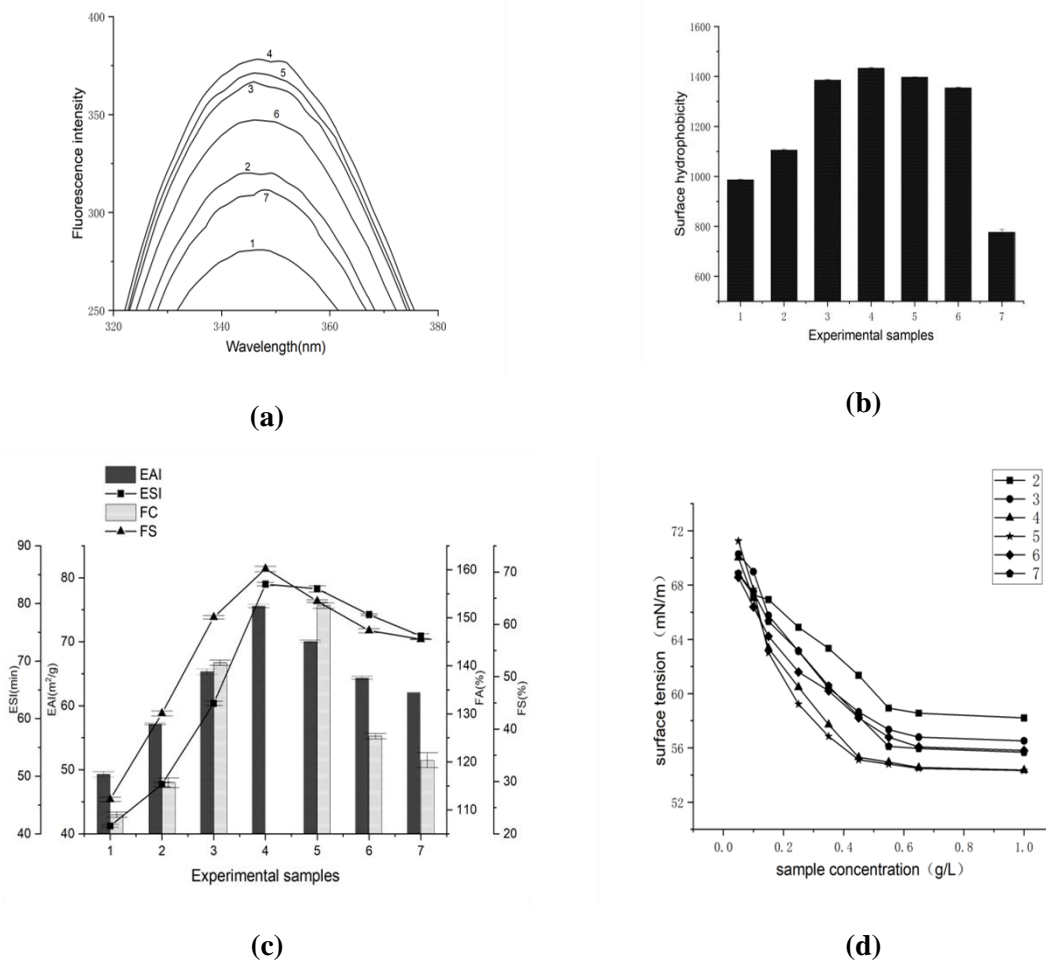 400
350
300
250
Fluorescence intensity
4
5
3
6
2
7
1
320 340 360 380
Wavelength(nm)
(a)
1600
1400
1200
1000
800
600
Surface hydrophobicity
1 2 3 4 5 6 7
Experimental samples
(b)
EAI
ESI
FC
FS
90
80
70
60
50
40
ESI(min)
80
70
60
50
40
EAI(m²/g)
160
150
140
130
120
110
FA(%)
70
60
50
40
30
20
FS(%)
1 2 3 4 5 6 7
Experimental samples
(c)
2
3
4
5
6
7
72
68
64
60
56
52
surface tension（mN/m）
0.0 0.2 0.4 0.6 0.8 1.0
sample concentration（g/L）
(d)